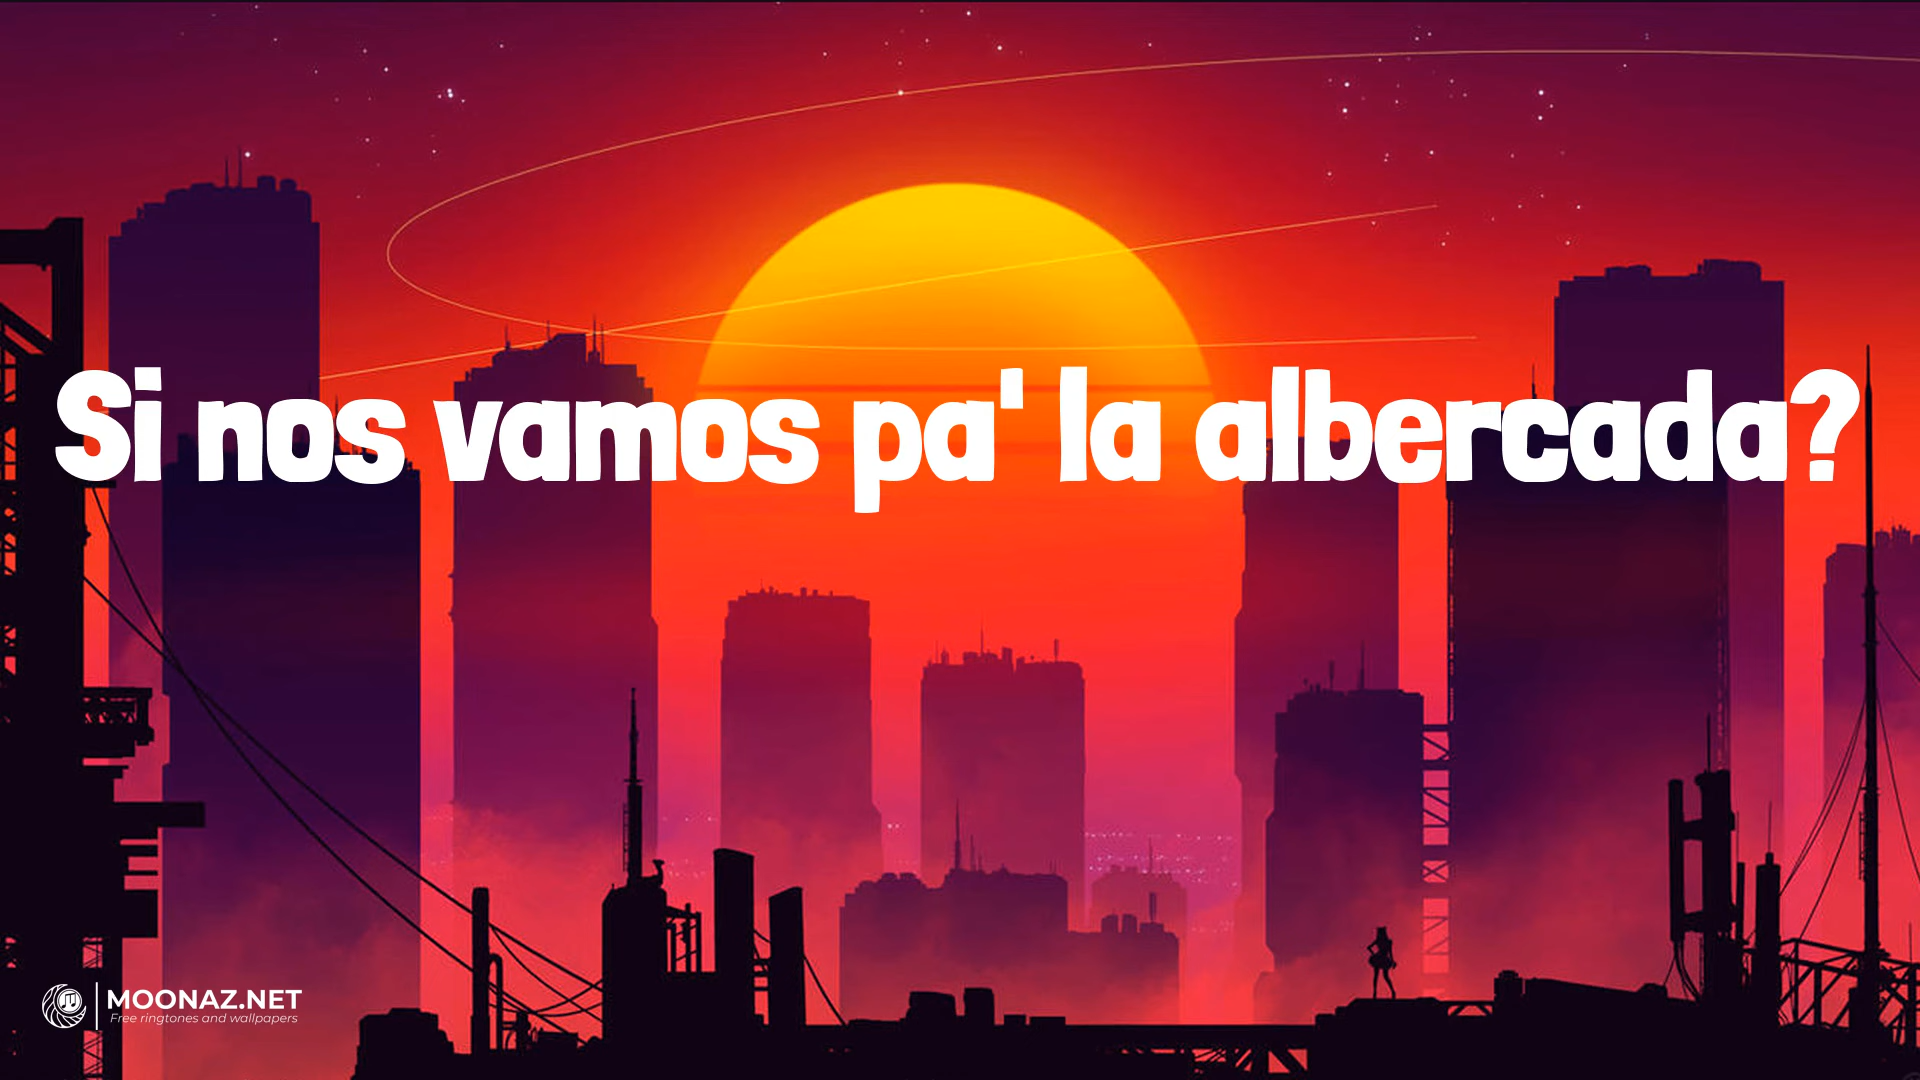 Si nos vamos pa' la albercada?
MOONAZ.NET
Free ringtones and wallpapers